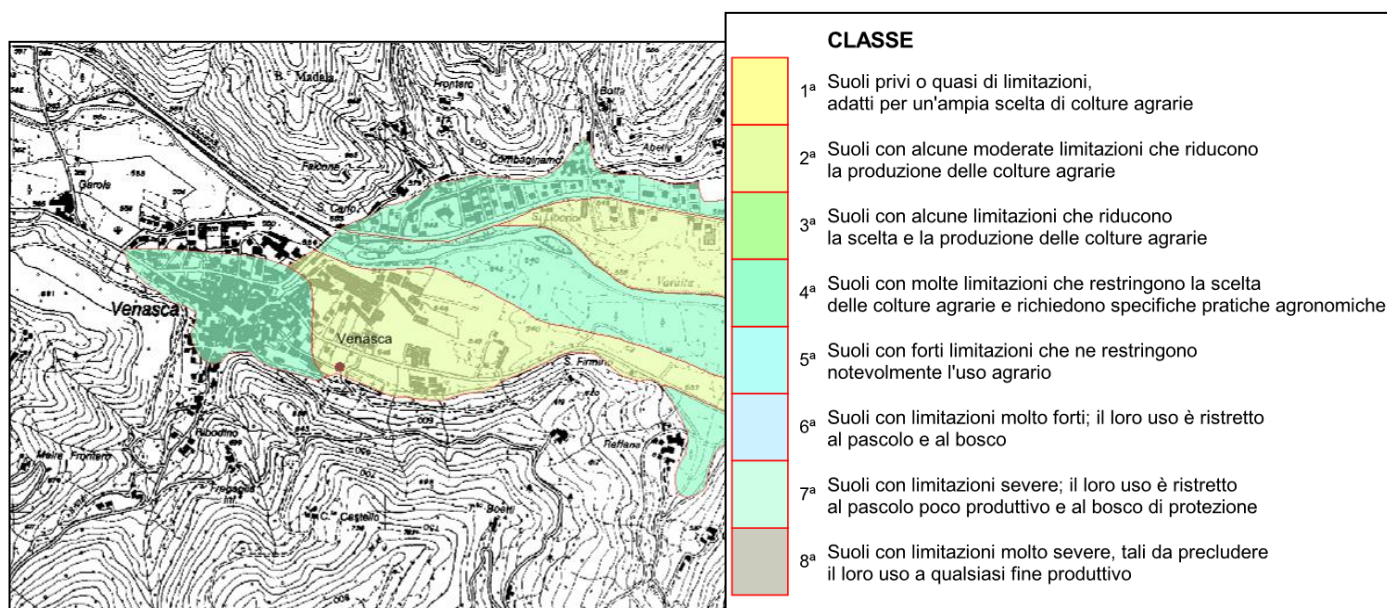 B. Madala
Frontero
Botta
Abelly
Combaginamo
Falcone
S. Carlo
Garola
S. Liborio
Varaita
Venasca
Venasca
S. Firmino
Ribodino
Raffana
Meira Frontero
C. Castello
CLASSE
1ª Suoli privi o quasi di limitazioni,
adatti per un'ampia scelta di colture agrarie
2ª Suoli con alcune moderate limitazioni che riducono
la produzione delle colture agrarie
3ª Suoli con alcune limitazioni che riducono
la scelta e la produzione delle colture agrarie
4ª Suoli con molte limitazioni che restringono la scelta
delle colture agrarie e richiedono specifiche pratiche agronomiche
5ª Suoli con forti limitazioni che ne restringono
notevolmente l'uso agrario
6ª Suoli con limitazioni molto forti; il loro uso è ristretto
al pascolo e al bosco
7ª Suoli con limitazioni severe; il loro uso è ristretto
al pascolo poco produttivo e al bosco di protezione
8ª Suoli con limitazioni molto severe, tali da precludere
il loro uso a qualsiasi fine produttivo